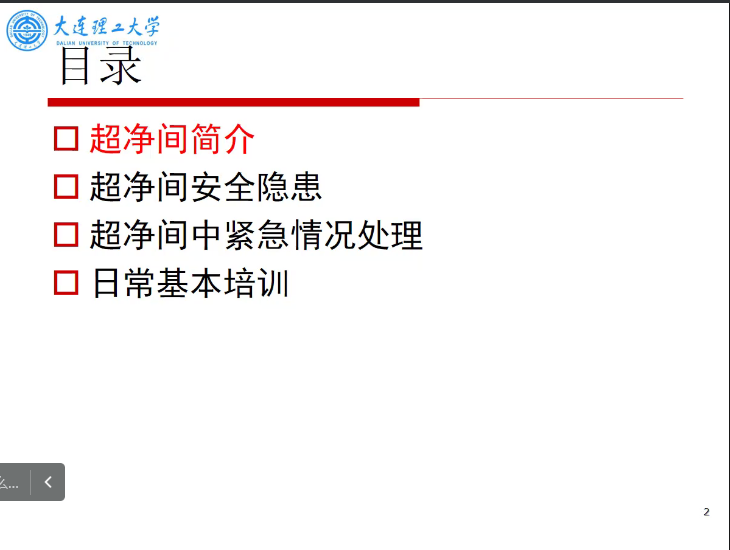 大连理工大学
DALIAN UNIVERSITY OF TECHNOLOGY
目录
超净间简介
超净间安全隐患
超净间中紧急情况处理
日常基本培训
么...
2